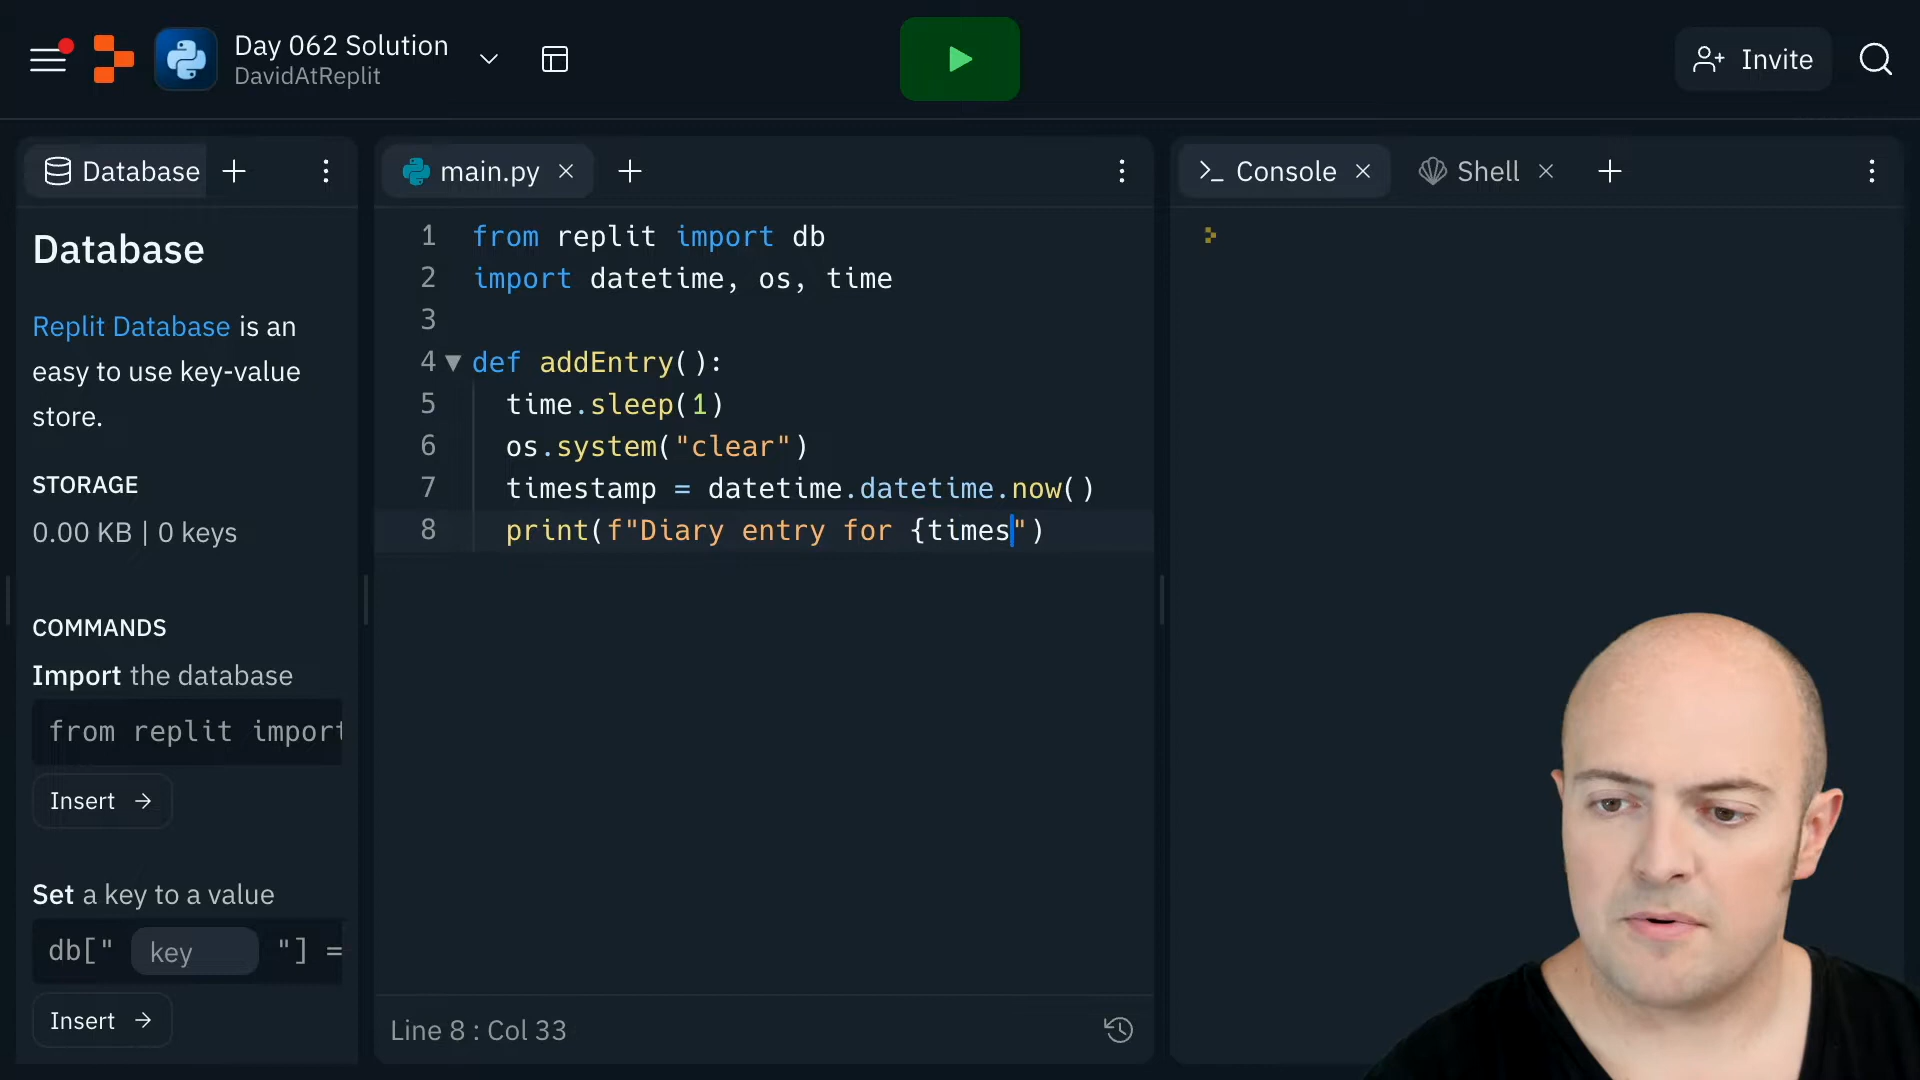 Day 062 Solution
DavidAtReplit
Invite
Database
main.py
Console
Shell
Database
Replit Database is an
easy to use key-value
store.
STORAGE
0.00 KB | 0 keys
COMMANDS
Import the database
from replit import
Insert →
Set a key to a value
db[" key "] =
Insert →
1 from replit import db
2 import datetime, os, time
3
4 def addEntry():
5 time.sleep(1)
6 os.system("clear")
7 timestamp = datetime.datetime.now()
8 print(f"Diary entry for {times")
Line 8 : Col 33